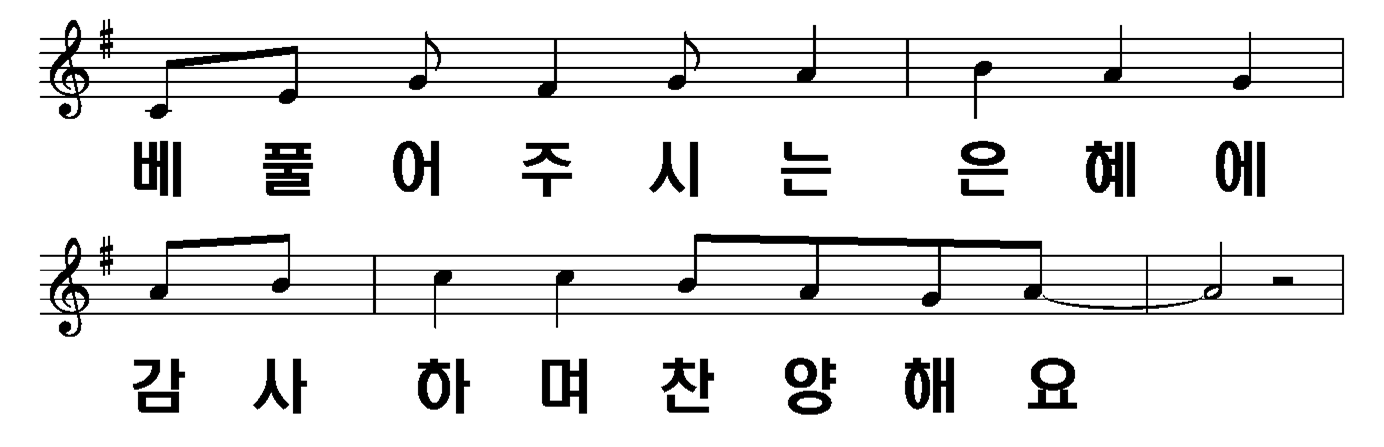 베 풀 어 주 시 는 은 혜 에
감 사 하 며 찬 양 해 요